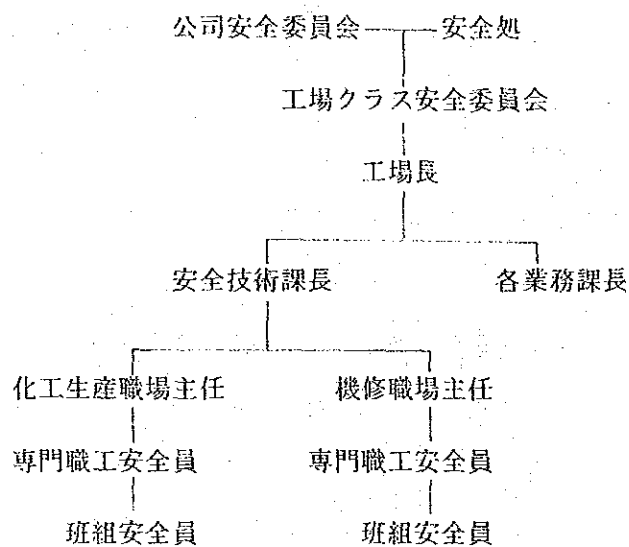 公司安全委員会 安全処
工場クラス安全委員会
工場長
安全技術課長 各業務課長
化工生産職場主任 機修職場主任
専門職工安全員 専門職工安全員
班組安全員 班組安全員